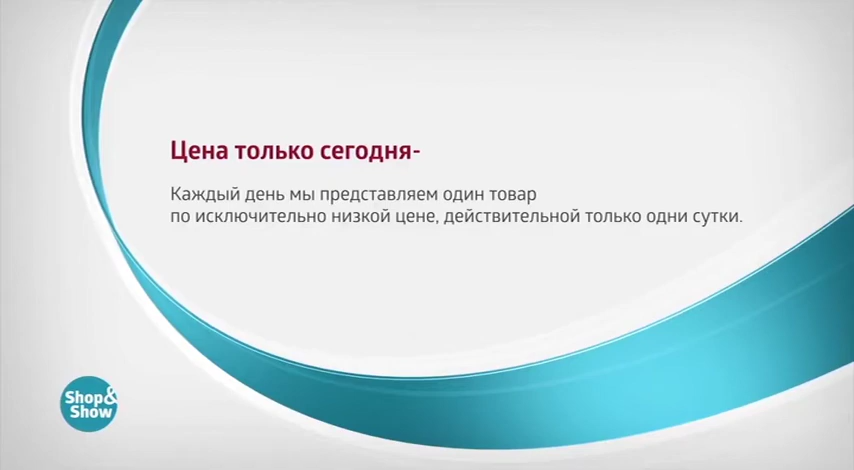 Цена только сегодня-
Каждый день мы представляем один товар
по исключительно низкой цене, действительной только одни сутки.
Shop&
Show